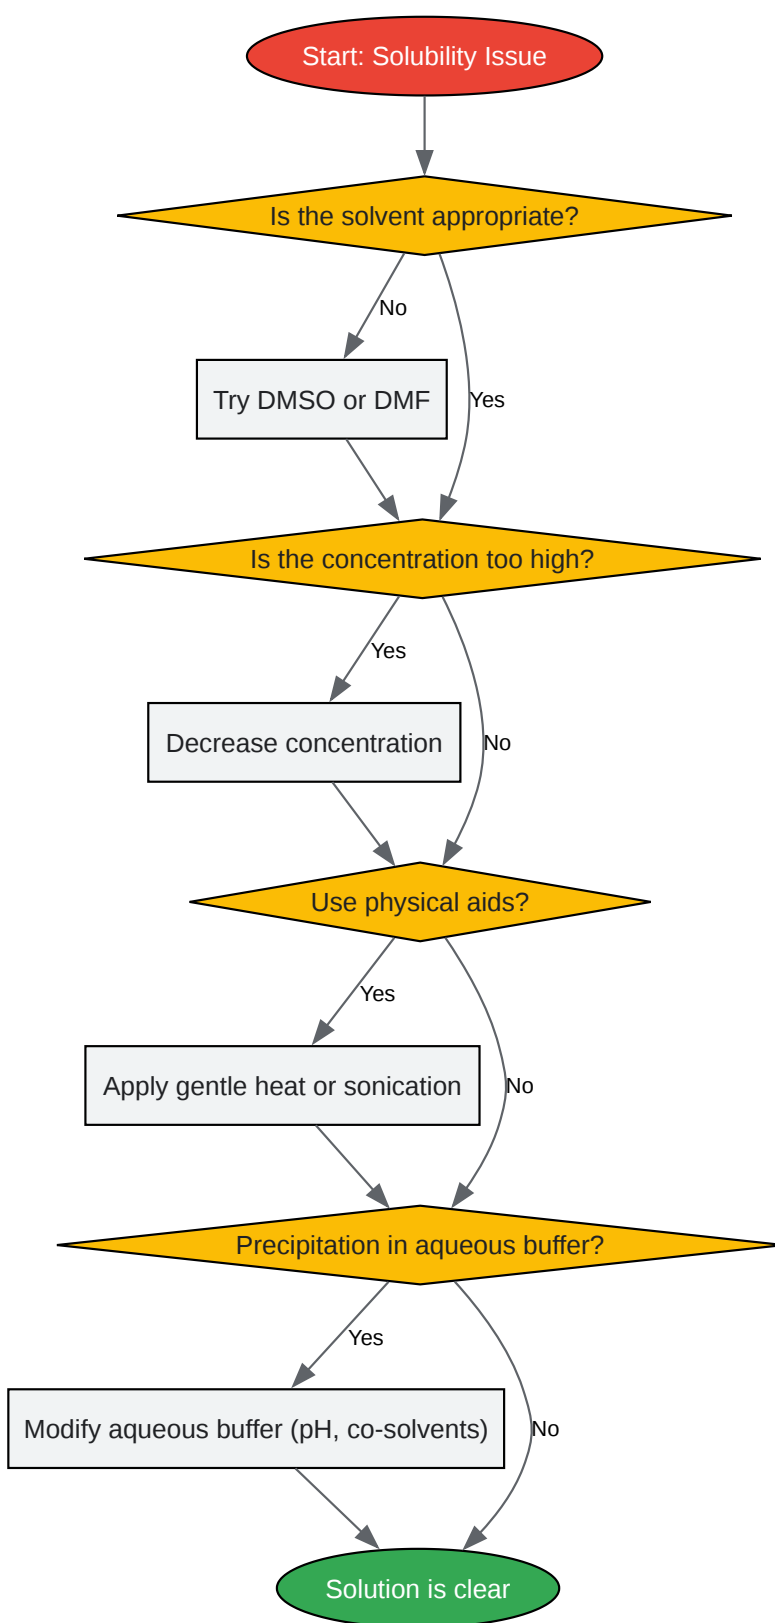 Start: Solubility Issue
Is the solvent appropriate?
No
Try DMSO or DMF
Yes
Is the concentration too high?
Yes
Decrease concentration
No
Use physical aids?
Yes
Apply gentle heat or sonication
No
Precipitation in aqueous buffer?
Yes
Modify aqueous buffer (pH, co-solvents)
No
Solution is clear